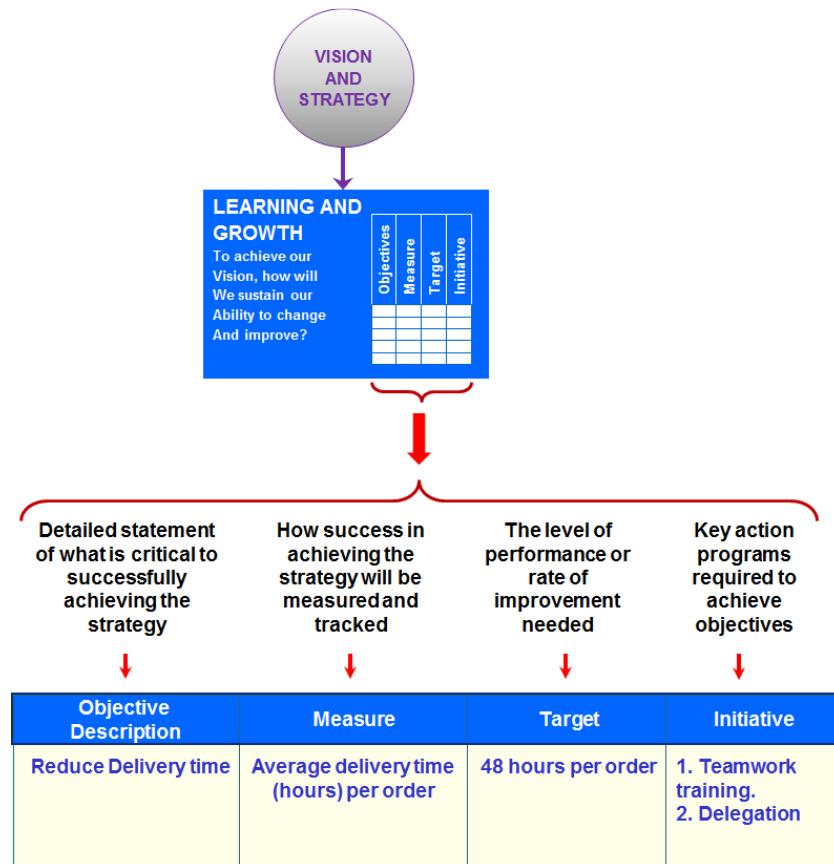 VISION
AND
STRATEGY
LEARNING AND
GROWTH
To achieve our
Vision, how will
We sustain our
Ability to change
And improve?
Objectives
Measure
Target
Initiative
Detailed statement
of what is critical to
successfully
achieving the
strategy
How success in
achieving the
strategy will be
measured and
tracked
The level of
performance or
rate of
improvement
needed
Key action
programs
required to
achieve
objectives
Objective
Description
Measure
Target
Initiative
Reduce Delivery time
Average delivery time
(hours) per order
48 hours per order
1. Teamwork
training.
2. Delegation